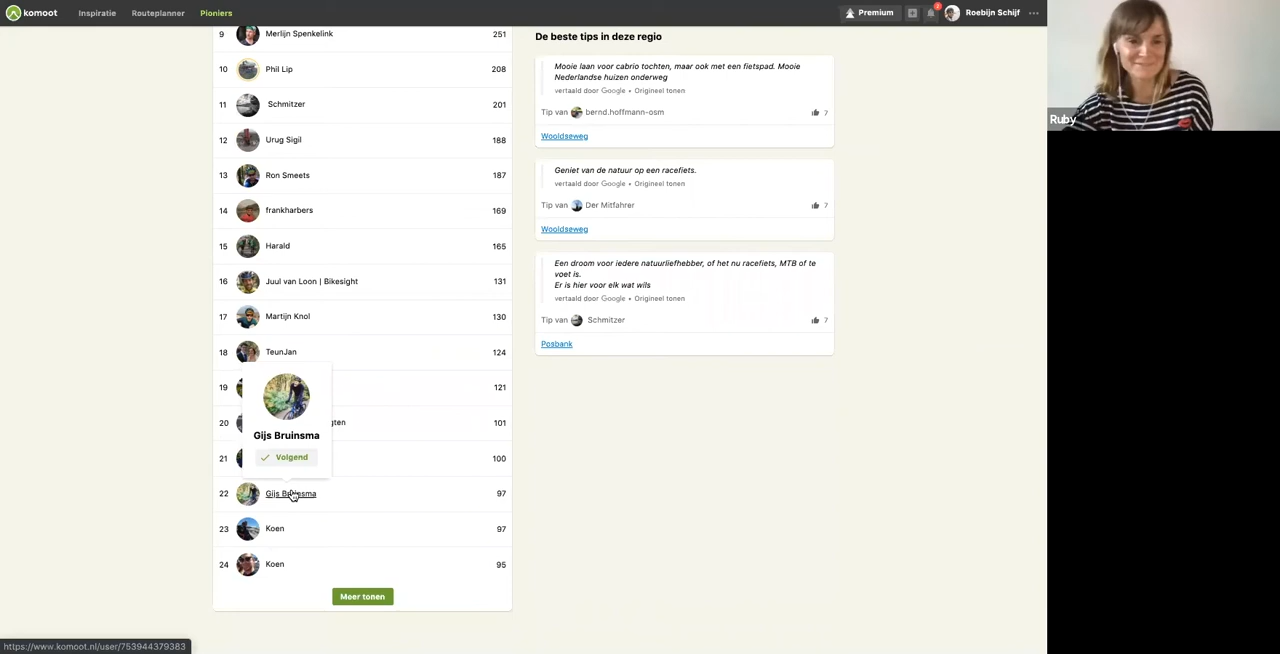 komoot Inspiratie Routeplanner Pioniers Premium 2 Roebijn Schijf
9 Merlijn Spenkelink 251
10 Phil Lip 208
11 Schmitzer 201
12 Urug Sigil 188
13 Ron Smeets 187
14 frankharbers 169
15 Harald 165
16 Juul van Loon | Bikesight 131
17 Martijn Knol 130
18 TeunJan 124
19 121
20 gten 101
21 100
Gijs Bruinsma
Volgend
22 Gijs Bruinsma 97
23 Koen 97
24 Koen 95
Meer tonen
De beste tips in deze regio
Mooie laan voor cabrio tochten, maar ook met een fietspad. Mooie
Nederlandse huizen onderweg
vertaald door Google • Origineel tonen
Tip van bernd.hoffmann-osm 7
Wooldseweg
Geniet van de natuur op een racefiets.
vertaald door Google • Origineel tonen
Tip van Der Mitfahrer 7
Wooldseweg
Een droom voor iedere natuurliefhebber, of het nu racefiets, MTB of te
voet is.
Er is hier voor elk wat wils
vertaald door Google • Origineel tonen
Tip van Schmitzer 7
Posbank
Ruby
https://www.komoot.nl/user/753944379383